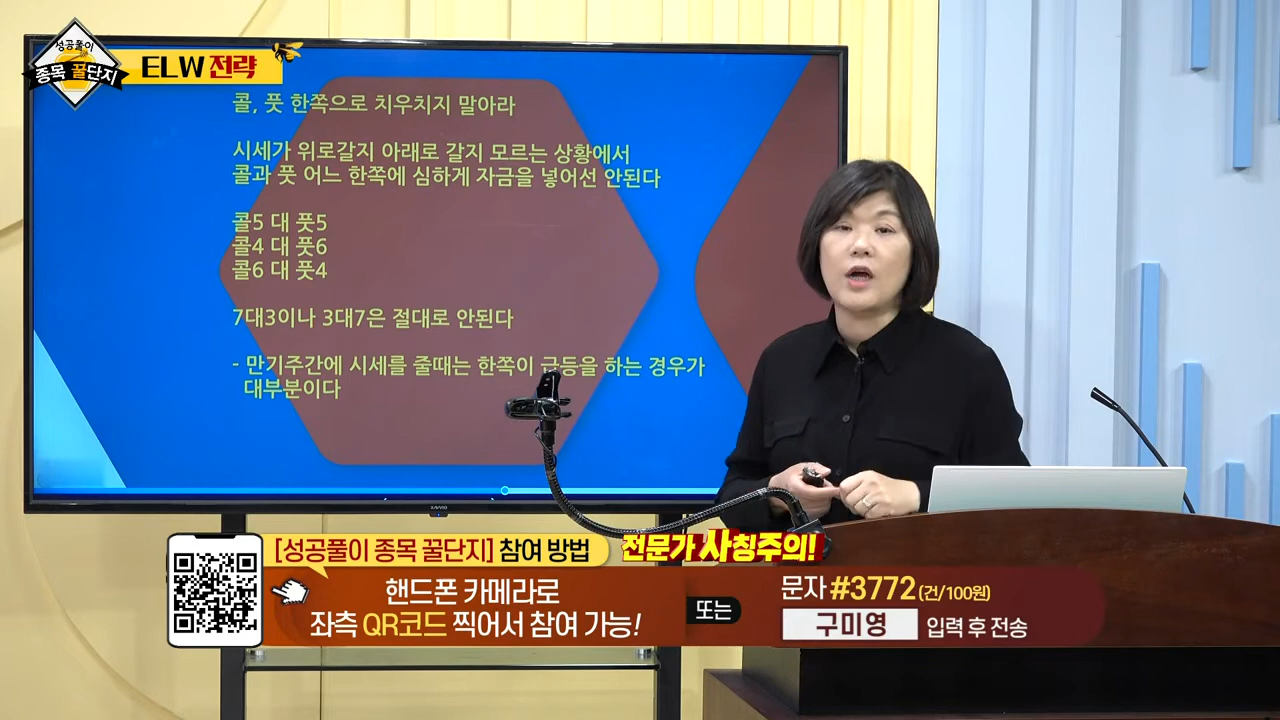 성공풀이
종목 꿀단지
ELW전략
콜, 풋 한쪽으로 치우치지 말아라
시세가 위로갈지 아래로 갈지 모르는 상황에서
콜과 풋 어느 한쪽에 심하게 자금을 넣어선 안된다
콜5 대 풋5
콜4 대 풋6
콜6 대 풋4
7대3이나 3대7은 절대로 안된다
- 만기주간에 시세를 줄때는 한쪽이 급등을 하는 경우가
대부분이다
[성공풀이 종목 꿀단지] 참여 방법
전문가 사칭주의!
핸드폰 카메라로
좌측 QR코드 찍어서 참여 가능!
또는
문자 #3772 (건/100원)
구미영 입력 후 전송